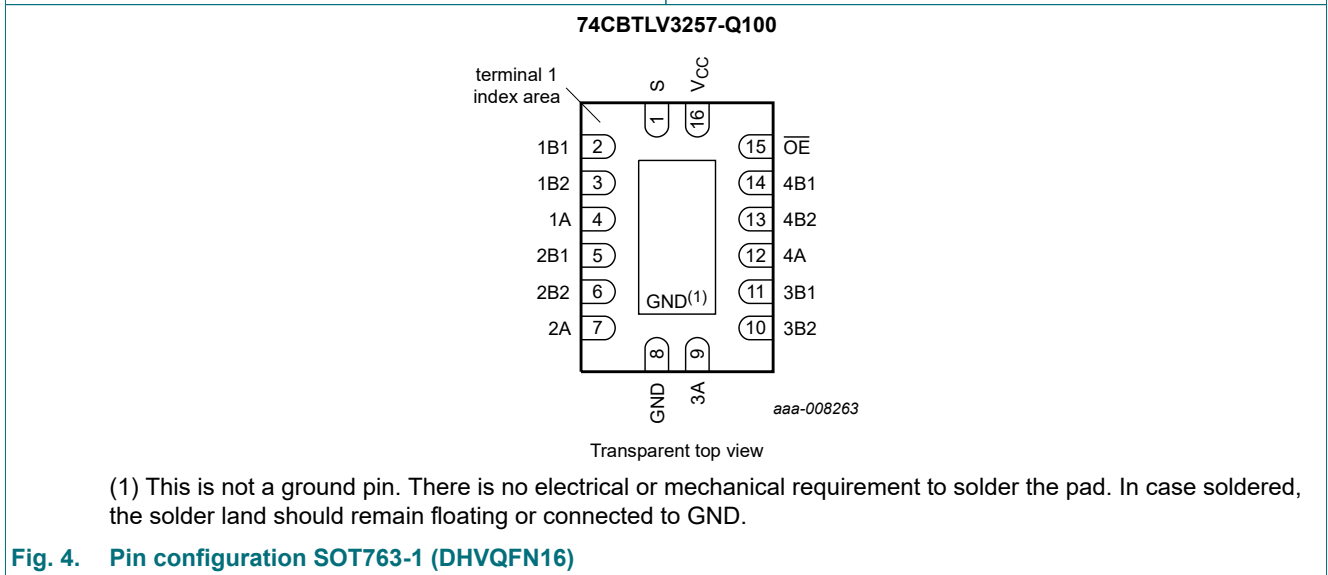 74CBTLV3257-Q100
terminal 1
index area
S
VCC
1
16
1B1 2
15 OE
1B2 3
14 4B1
1A 4
13 4B2
2B1 5
12 4A
2B2 6
11 3B1
GND(1)
2A 7
10 3B2
8
9
GND
3A
aaa-008263
Transparent top view
(1) This is not a ground pin. There is no electrical or mechanical requirement to solder the pad. In case soldered,
the solder land should remain floating or connected to GND.
Fig. 4. Pin configuration SOT763-1 (DHVQFN16)